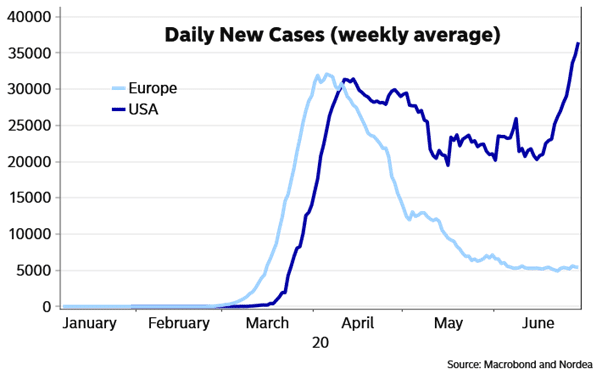 Daily New Cases (weekly average)
40000
35000
30000
25000
20000
15000
10000
5000
0
Europe
USA
January February March April May June
20
Source: Macrobond and Nordea